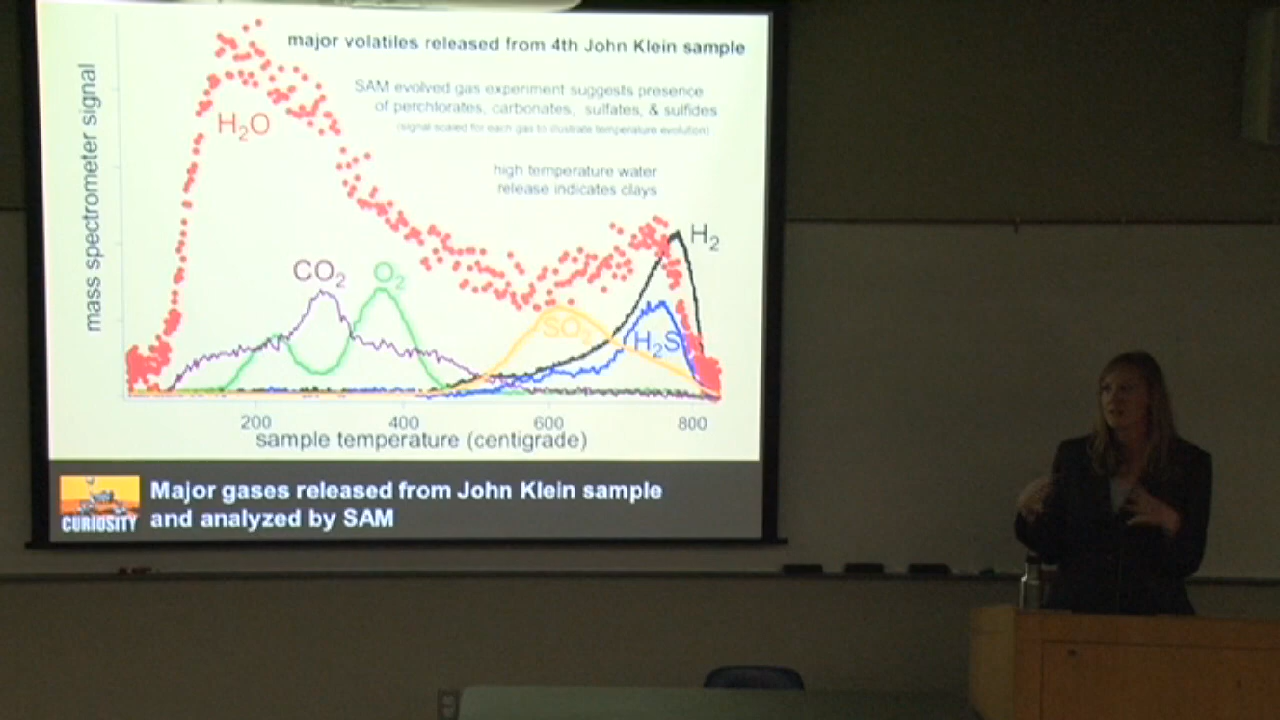 major volatiles released from 4th John Klein sample
SAM evolved gas experiment suggests presence
of perchlorates, carbonates, sulfates, & sulfides
(signal scaled for each gas to illustrate temperature evolution)
H2O
high temperature water
release indicates clays
mass spectrometer signal
H2
CO2
O2
SO2
H2S
200 400 600 800
sample temperature (centigrade)
CURIOSITY
Major gases released from John Klein sample
and analyzed by SAM